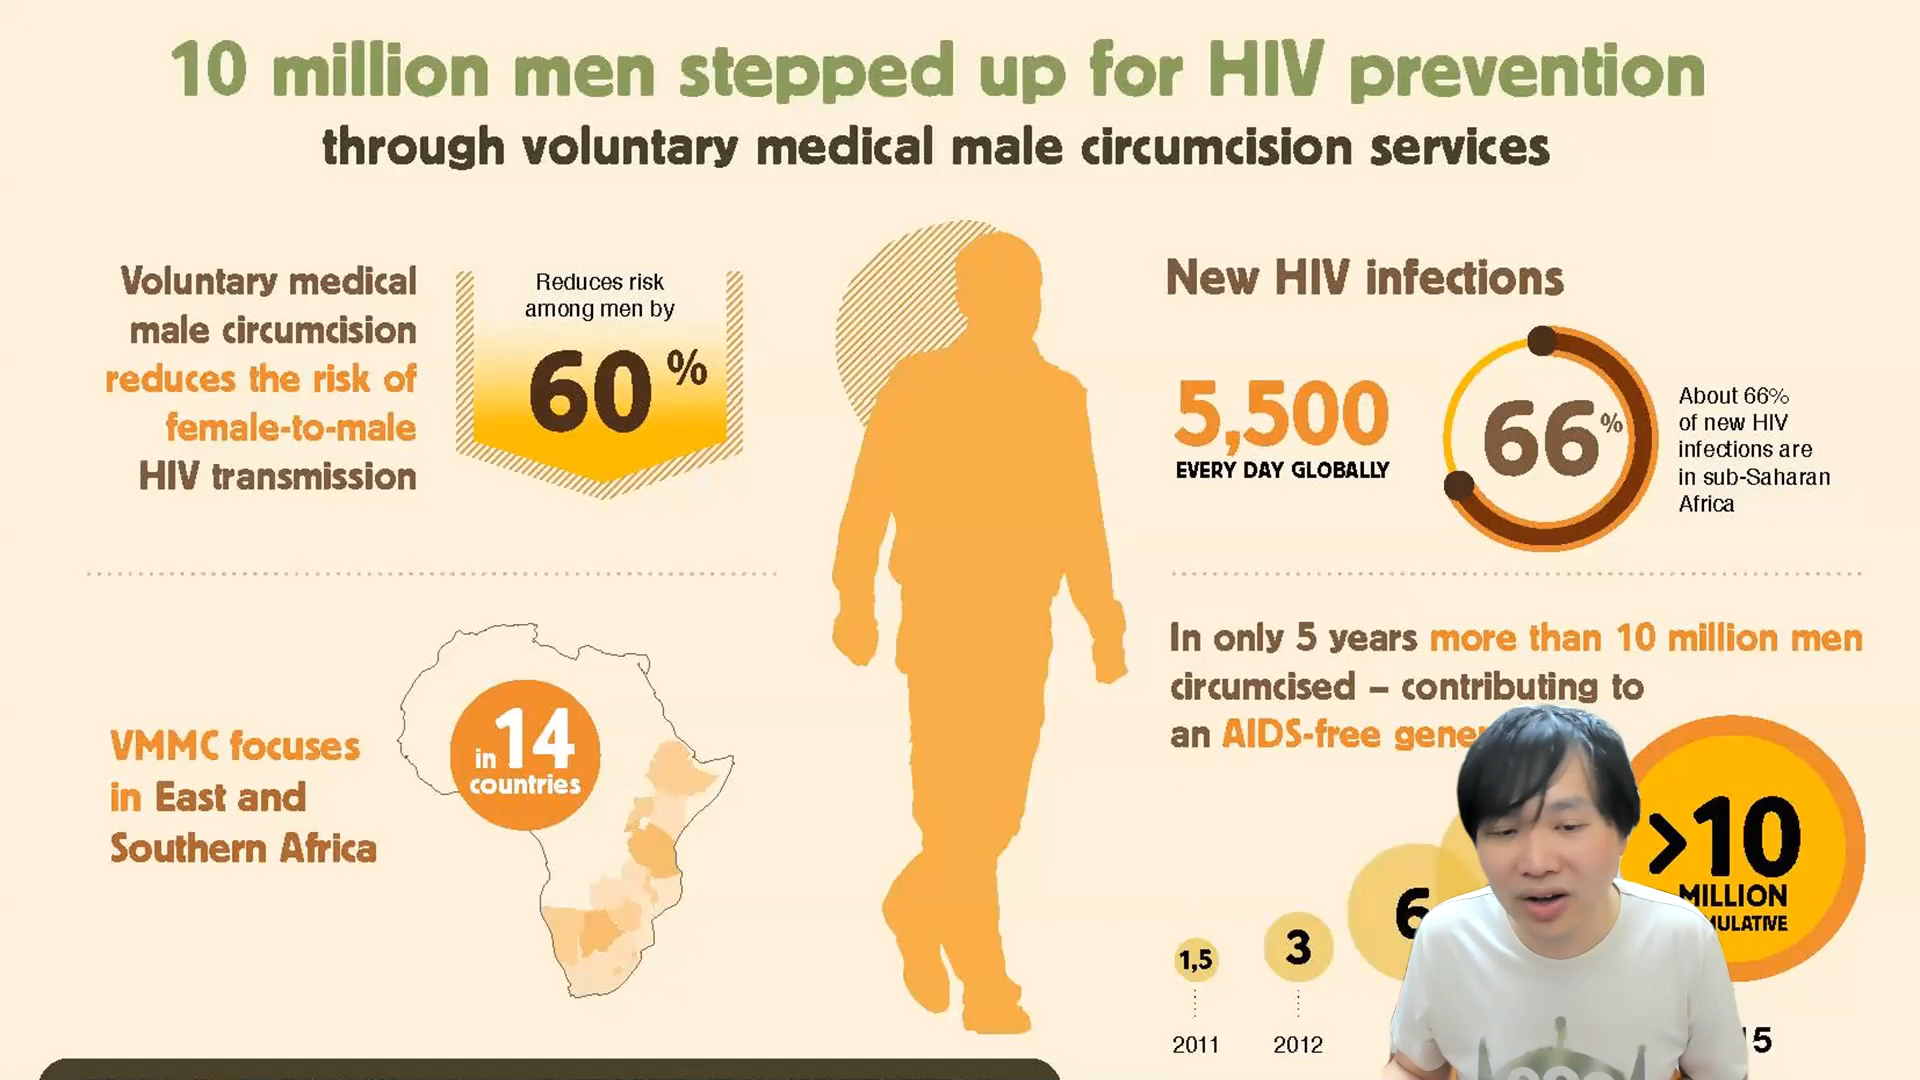 10 million men stepped up for HIV prevention
through voluntary medical male circumcision services
Voluntary medical
male circumcision
reduces the risk of
female-to-male
HIV transmission
Reduces risk
among men by
60 %
New HIV infections
5,500
EVERY DAY GLOBALLY
66%
About 66%
of new HIV
infections are
in sub-Saharan
Africa
VMMC focuses
in East and
Southern Africa
in 14
countries
In only 5 years more than 10 million men
circumcised – contributing to
an AIDS-free
1,5
3
6
>10
MILLION
2011
2012